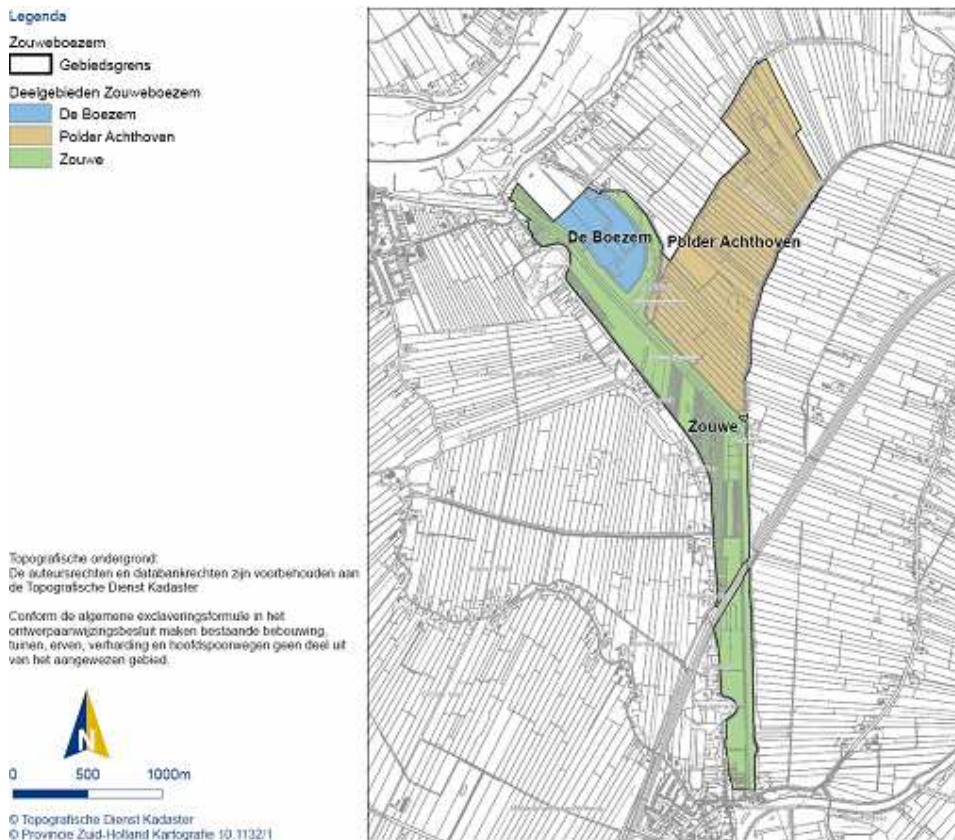 Legenda
Zouweboezem
Gebiedsgrens
Deelgebieden Zouweboezem
De Boezem
Polder Achthoven
Zouwe
De Boezem
Polder Achthoven
Zouwe
Topografische ondergrond:
De auteursrechten en databankrechten zijn voorbehouden aan
de Topografische Dienst Kadaster
Conform de algemene exclaveringsformule in het
ontwerpaanwijzingsbesluit maken bestaande bebouwing,
tuinen, erven, verharding en hoofdspoorwegen geen deel uit
van het aangewezen gebied.
N
0 500 1000m
© Topografische Dienst Kadaster
© Provincie Zuid-Holland Kartografie 10.1132/1